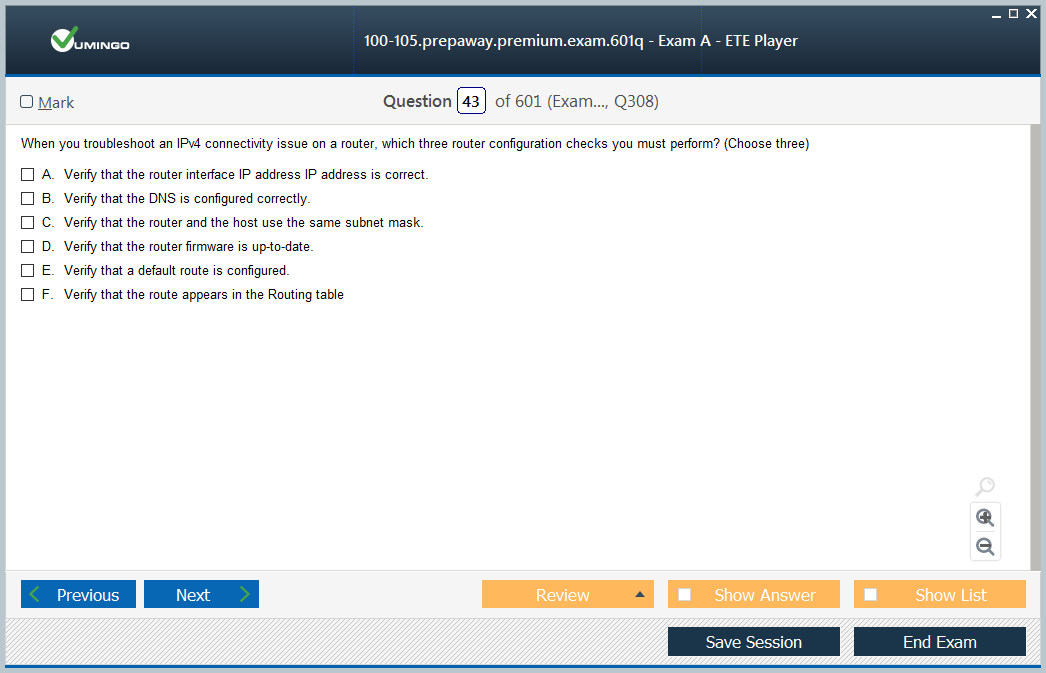 VUMINGO
100-105.prepaway.premium.exam.601q - Exam A - ETE Player
Mark
Question 43 of 601 (Exam..., Q308)
When you troubleshoot an IPv4 connectivity issue on a router, which three router configuration checks you must perform? (Choose three)
A. Verify that the router interface IP address IP address is correct.
B. Verify that the DNS is configured correctly.
C. Verify that the router and the host use the same subnet mask.
D. Verify that the router firmware is up-to-date.
E. Verify that a default route is configured.
F. Verify that the route appears in the Routing table
Previous Next Review Show Answer Show List
Save Session End Exam